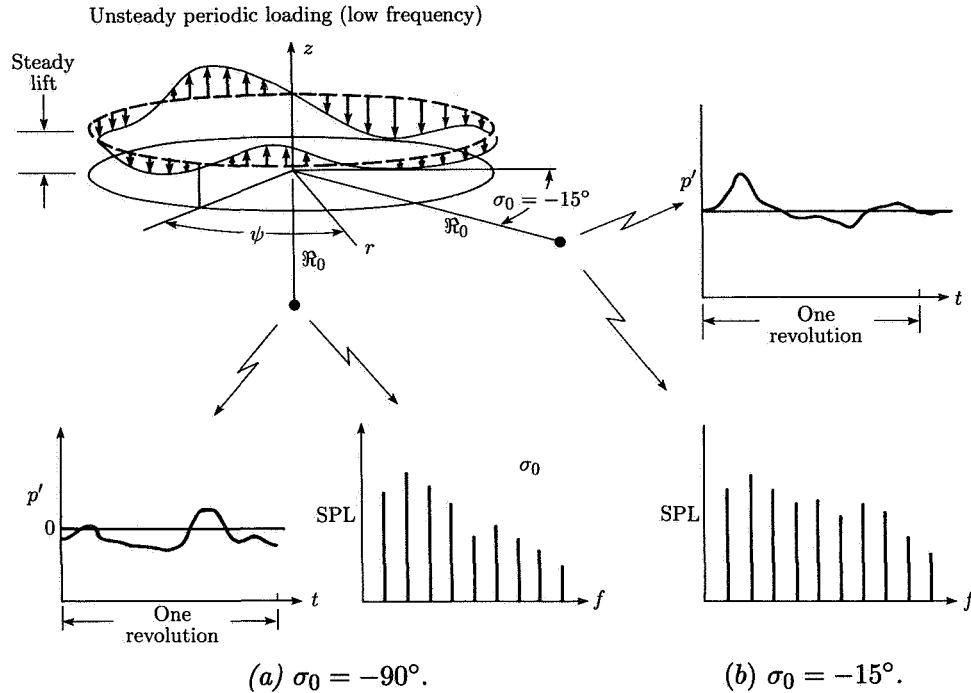 Unsteady periodic loading (low frequency)
Steady
lift
z
σ₀ = −15°
ℜ₀
ψ
r
ℜ₀
p′
t
One
revolution
p′
0
t
One
revolution
SPL
σ₀
f
SPL
f
(a) σ₀ = −90°.
(b) σ₀ = −15°.